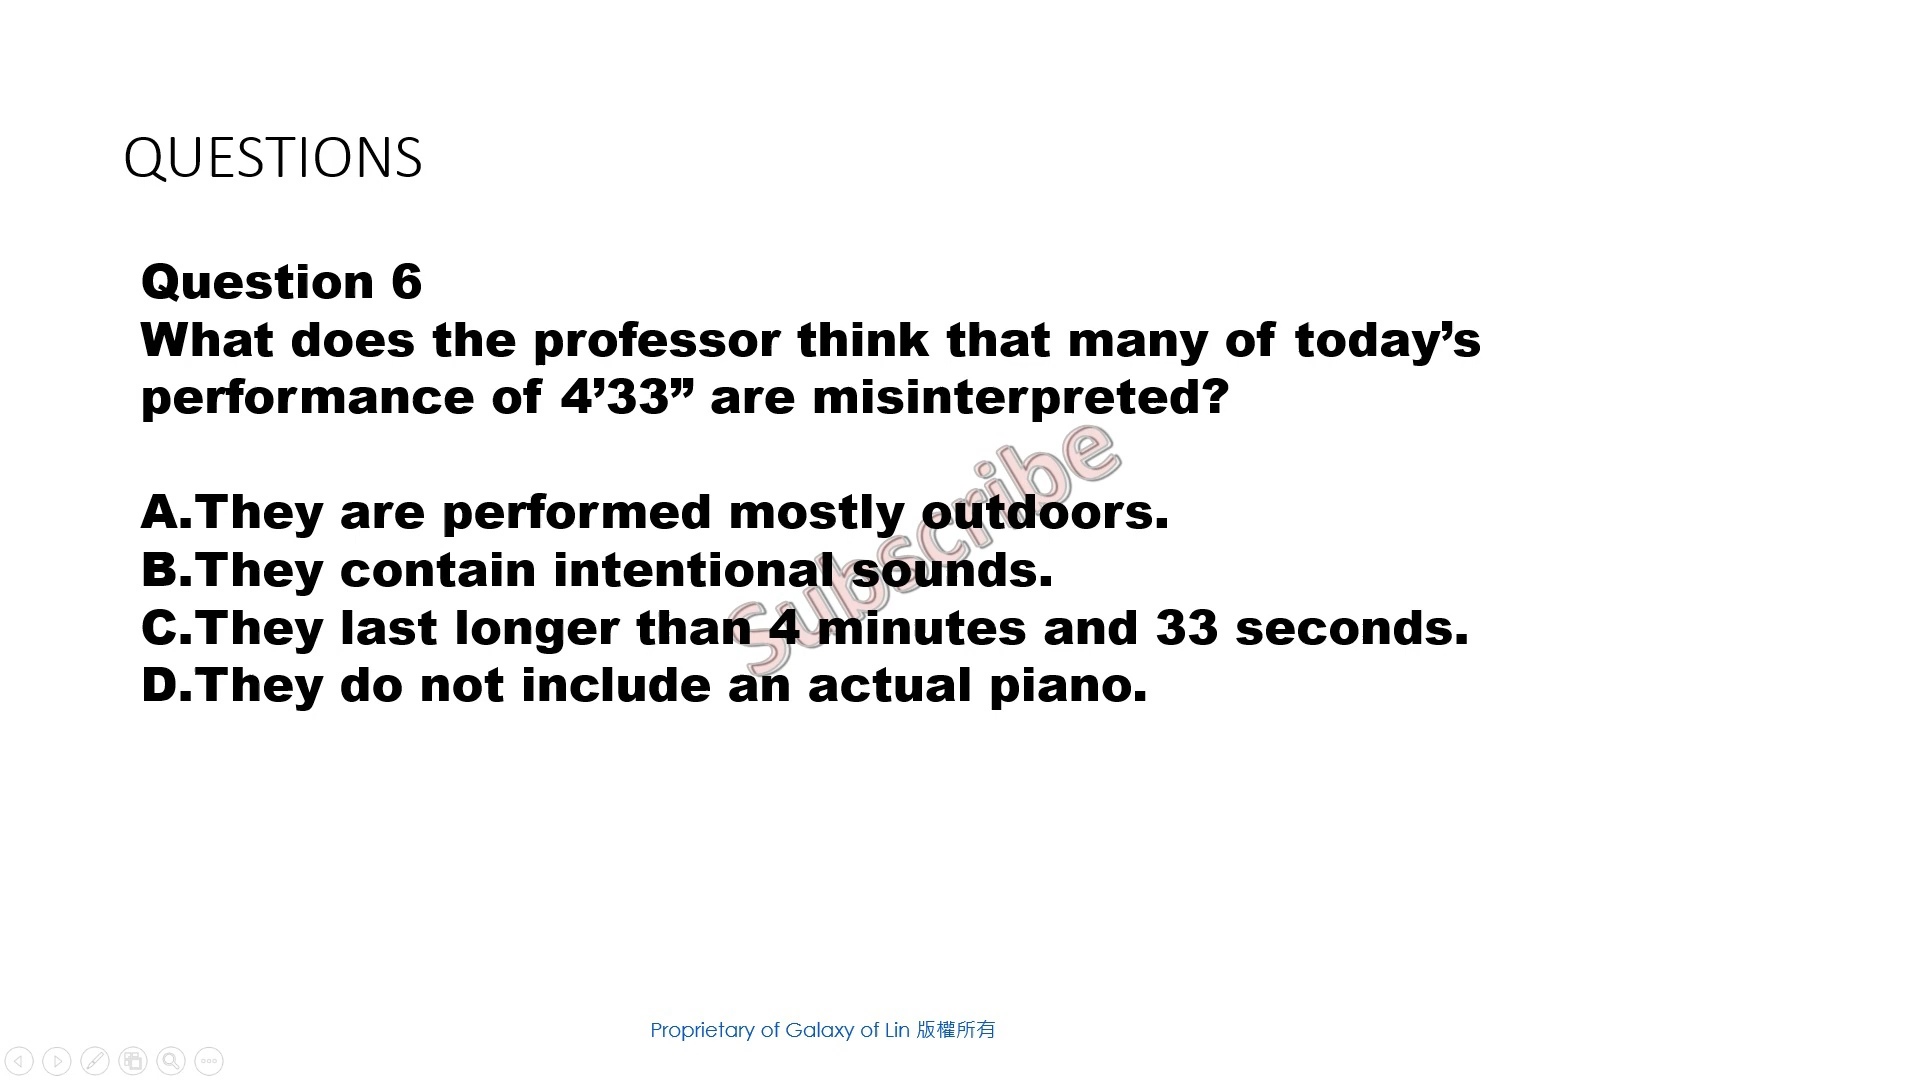 QUESTIONS
Question 6
What does the professor think that many of today’s
performance of 4’33” are misinterpreted?
A.They are performed mostly outdoors.
B.They contain intentional sounds.
C.They last longer than 4 minutes and 33 seconds.
D.They do not include an actual piano.
Subscribe
Proprietary of Galaxy of Lin 版權所有